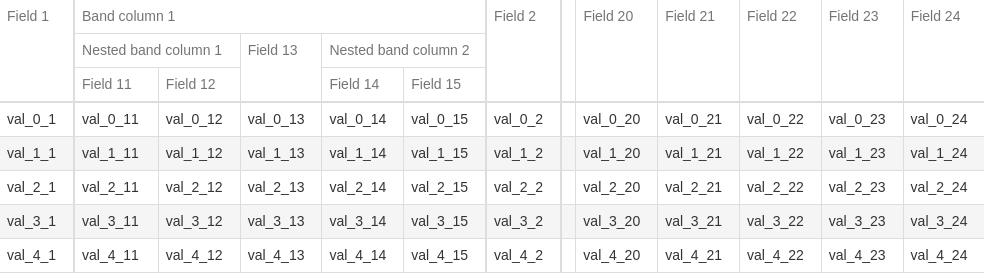 Field 1 Band column 1 Field 2 Field 20 Field 21 Field 22 Field 23 Field 24
Nested band column 1 Field 13 Nested band column 2
Field 11 Field 12 Field 14 Field 15
val_0_1 val_0_11 val_0_12 val_0_13 val_0_14 val_0_15 val_0_2 val_0_20 val_0_21 val_0_22 val_0_23 val_0_24
val_1_1 val_1_11 val_1_12 val_1_13 val_1_14 val_1_15 val_1_2 val_1_20 val_1_21 val_1_22 val_1_23 val_1_24
val_2_1 val_2_11 val_2_12 val_2_13 val_2_14 val_2_15 val_2_2 val_2_20 val_2_21 val_2_22 val_2_23 val_2_24
val_3_1 val_3_11 val_3_12 val_3_13 val_3_14 val_3_15 val_3_2 val_3_20 val_3_21 val_3_22 val_3_23 val_3_24
val_4_1 val_4_11 val_4_12 val_4_13 val_4_14 val_4_15 val_4_2 val_4_20 val_4_21 val_4_22 val_4_23 val_4_24